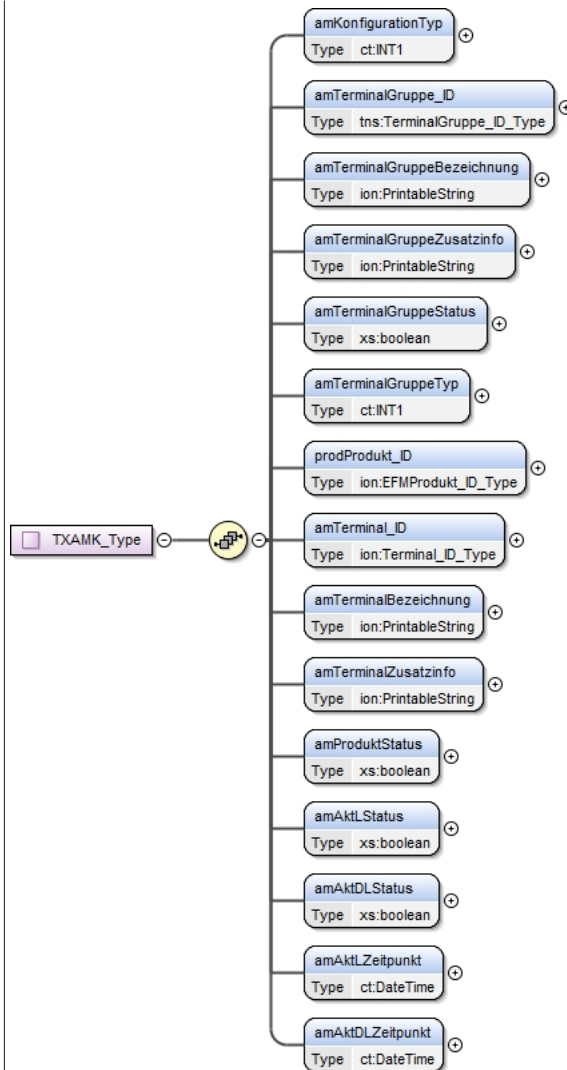 amKonfigurationTyp
Type ct:INT1
amTerminalGruppe_ID
Type tns:TerminalGruppe_ID_Type
amTerminalGruppeBezeichnung
Type ion:PrintableString
amTerminalGruppeZusatzinfo
Type ion:PrintableString
amTerminalGruppeStatus
Type xs:boolean
amTerminalGruppeTyp
Type ct:INT1
prodProdukt_ID
Type ion:EFMProdukt_ID_Type
TXAMK_Type
amTerminal_ID
Type ion:Terminal_ID_Type
amTerminalBezeichnung
Type ion:PrintableString
amTerminalZusatzinfo
Type ion:PrintableString
amProduktStatus
Type xs:boolean
amAktLStatus
Type xs:boolean
amAktDLStatus
Type xs:boolean
amAktLZeitpunkt
Type ct:DateTime
amAktDLZeitpunkt
Type ct:DateTime